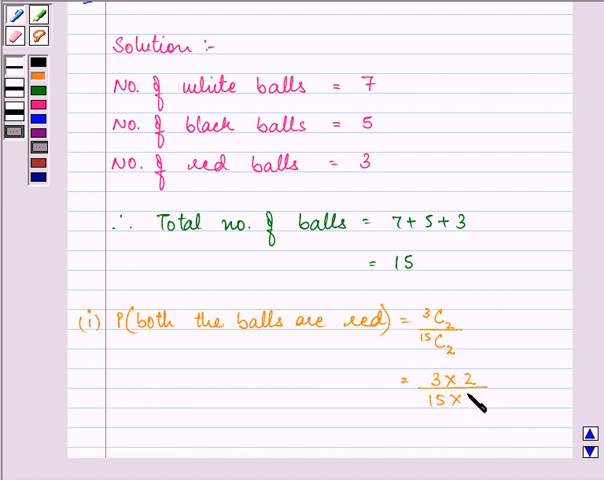 Solution :-
No. of white balls = 7
No. of black balls = 5
No. of red balls = 3
∴ Total no. of balls = 7 + 5 + 3
= 15
(i) P(both the balls are red) = ³C₂ / ¹⁵C₂
= 3 × 2 / 15 ×